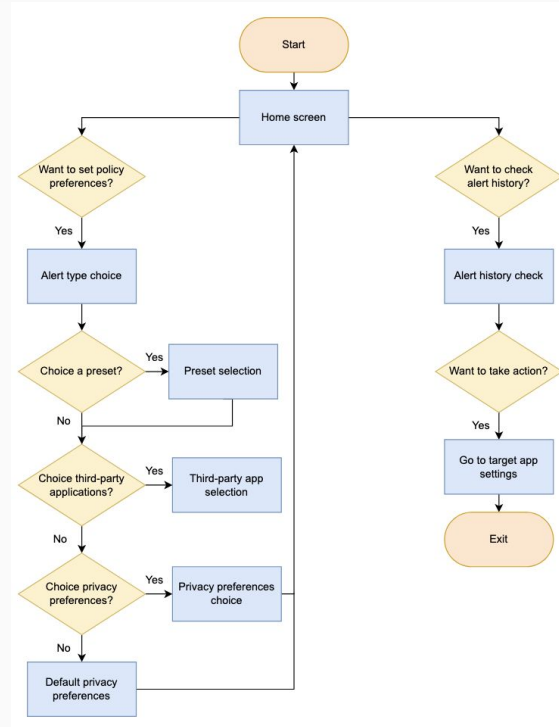 Start
Home screen
Want to set policy
preferences?
Want to check
alert history?
Yes
Yes
Alert type choice
Alert history check
Choice a preset?
Yes
Preset selection
Want to take action?
No
Yes
Choice third-party
applications?
Yes
Third-party app
selection
Go to target app
settings
No
Exit
Choice privacy
preferences?
Yes
Privacy preferences
choice
No
Default privacy
preferences